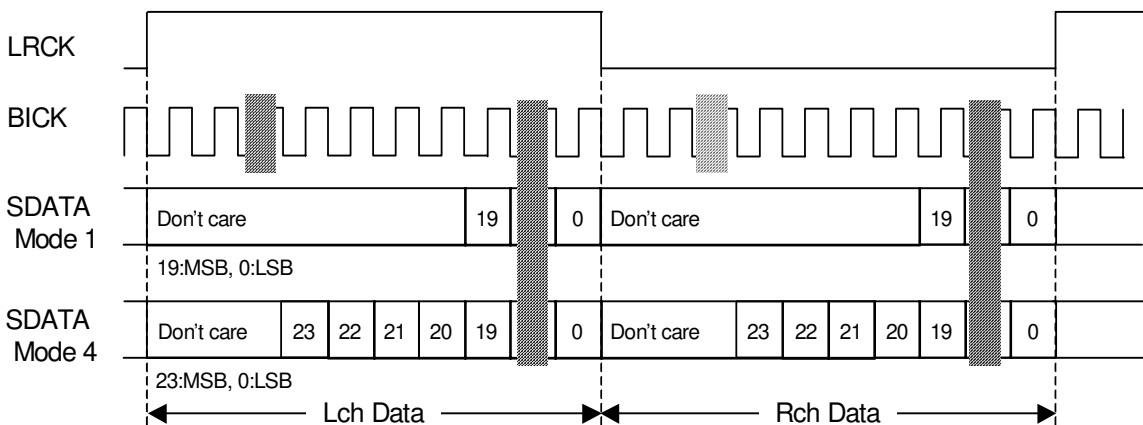 LRCK
BICK
SDATA
Mode 1
Don't care 19 0 Don't care 19 0
19:MSB, 0:LSB
SDATA
Mode 4
Don't care 23 22 21 20 19 0 Don't care 23 22 21 20 19 0
23:MSB, 0:LSB
Lch Data Rch Data